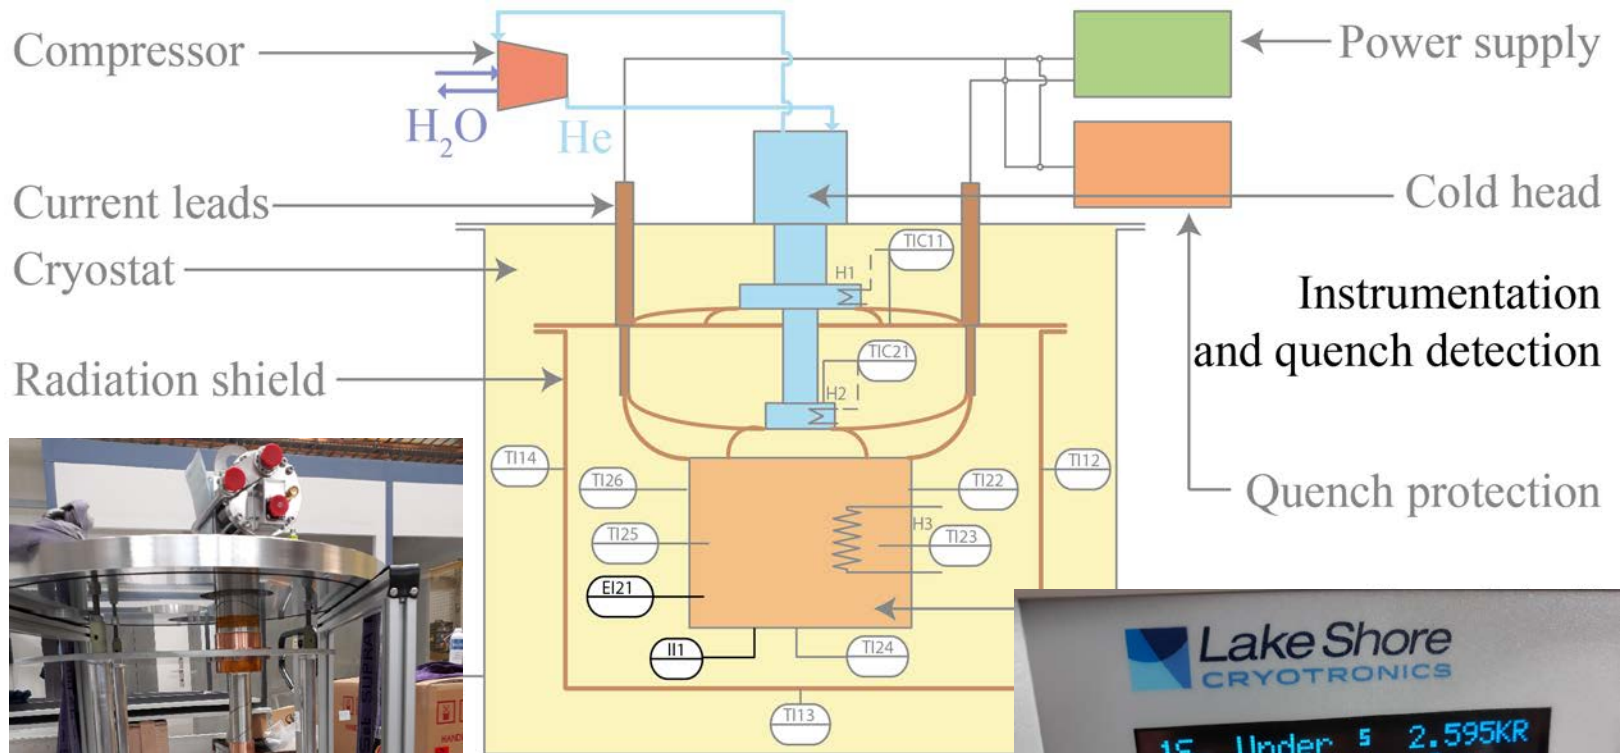 Compressor
Power supply
H₂O
He
Current leads
Cold head
Cryostat
TIC11
H1
Instrumentation
and quench detection
TIC21
Radiation shield
H2
TI14
TI12
TI26
TI22
Quench protection
H3
TI25
TI23
EI21
II1
TI24
TI13
SUPRA
Lake Shore
CRYOTRONICS
Under 5 2.595KR